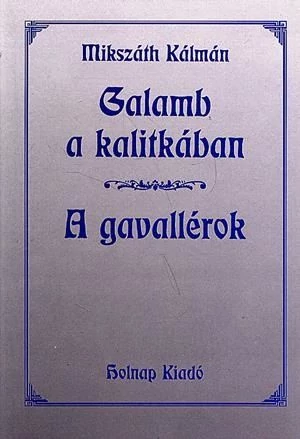 Mikszáth Kálmán
Galamb
a kalitkában
A gavallérok
Holnap Kiadó